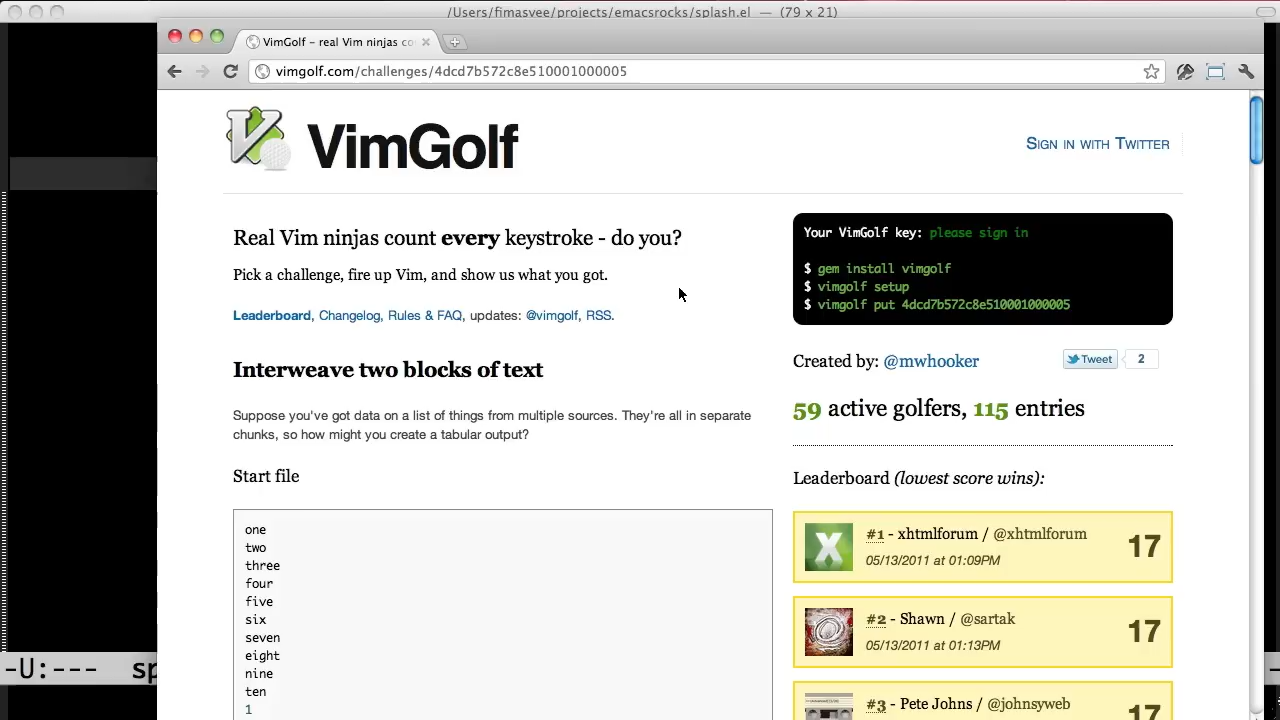 /Users/fimasvee/projects/emacsrocks/splash.el — (79 x 21)
VimGolf - real Vim ninjas co
vimgolf.com/challenges/4dcd7b572c8e510001000005
VimGolf
Sign in with Twitter
Real Vim ninjas count every keystroke - do you?
Pick a challenge, fire up Vim, and show us what you got.
Leaderboard, Changelog, Rules & FAQ, updates: @vimgolf, RSS.
Interweave two blocks of text
Suppose you've got data on a list of things from multiple sources. They're all in separate
chunks, so how might you create a tabular output?
Start file
one
two
three
four
five
six
seven
eight
nine
ten
1
Your VimGolf key: please sign in
$ gem install vimgolf
$ vimgolf setup
$ vimgolf put 4dcd7b572c8e510001000005
Created by: @mwhooker
Tweet 2
59 active golfers, 115 entries
Leaderboard (lowest score wins):
#1 - xhtmlforum / @xhtmlforum
05/13/2011 at 01:09PM
17
#2 - Shawn / @sartak
05/13/2011 at 01:13PM
17
#3 - Pete Johns / @johnsyweb
17
-U:--- sp